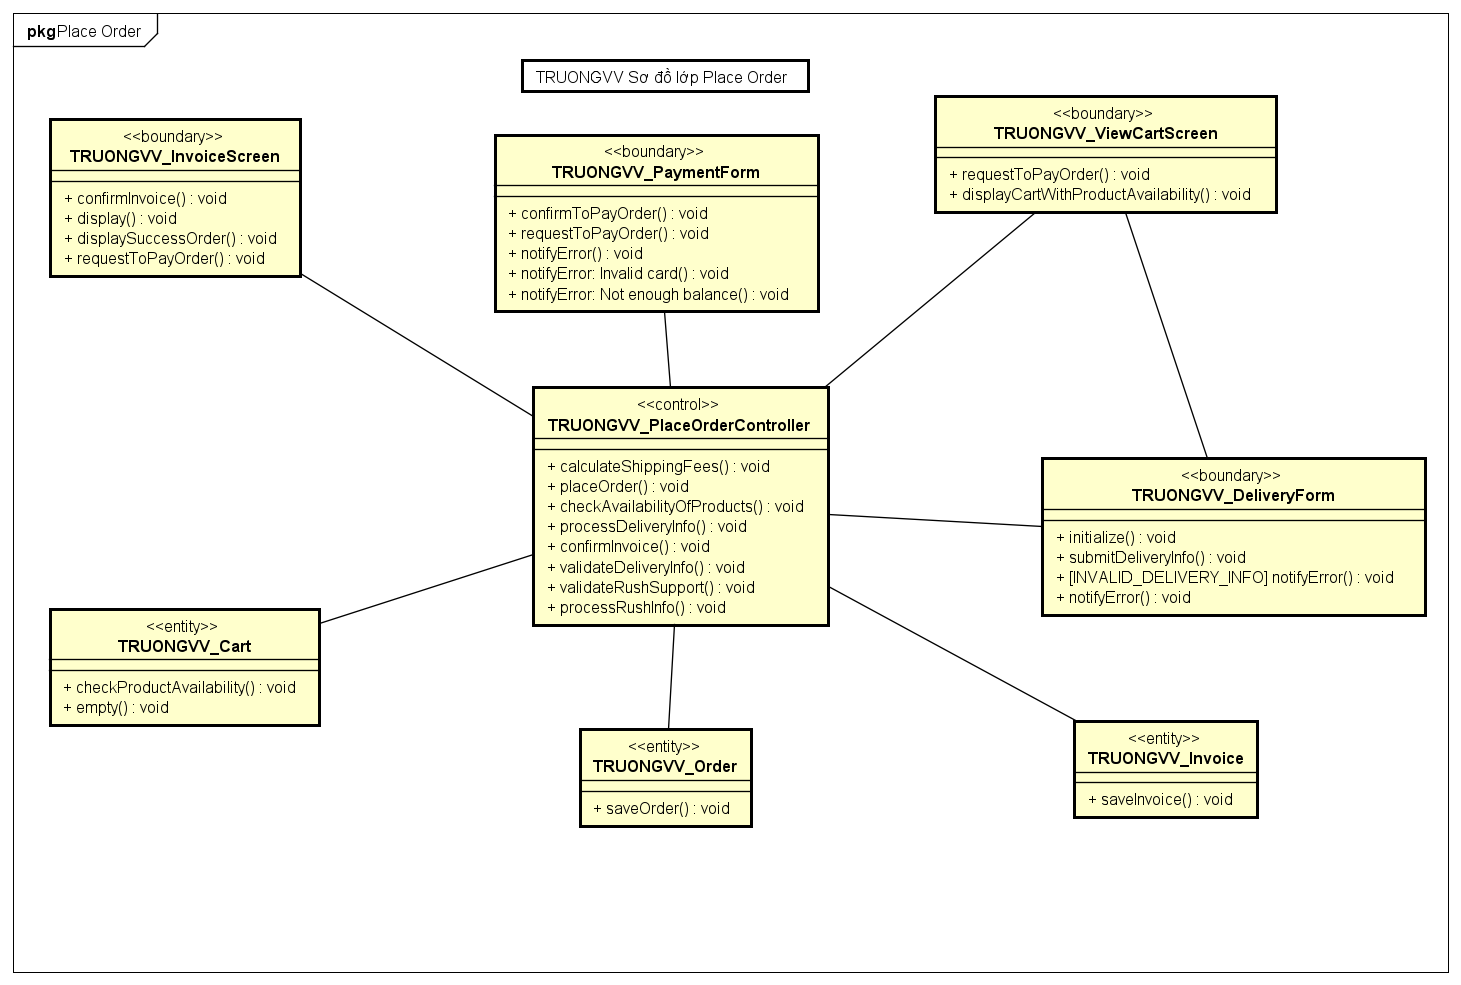 pkg Place Order
TRUONGVV Sơ đồ lớp Place Order
<<boundary>>
TRUONGVV_InvoiceScreen
+ confirmInvoice() : void
+ display() : void
+ displaySuccessOrder() : void
+ requestToPayOrder() : void
<<boundary>>
TRUONGVV_PaymentForm
+ confirmToPayOrder() : void
+ requestToPayOrder() : void
+ notifyError() : void
+ notifyError: Invalid card() : void
+ notifyError: Not enough balance() : void
<<boundary>>
TRUONGVV_ViewCartScreen
+ requestToPayOrder() : void
+ displayCartWithProductAvailability() : void
<<control>>
TRUONGVV_PlaceOrderController
+ calculateShippingFees() : void
+ placeOrder() : void
+ checkAvailabilityOfProducts() : void
+ processDeliveryInfo() : void
+ confirmInvoice() : void
+ validateDeliveryInfo() : void
+ validateRushSupport() : void
+ processRushInfo() : void
<<boundary>>
TRUONGVV_DeliveryForm
+ initialize() : void
+ submitDeliveryInfo() : void
+ [INVALID_DELIVERY_INFO] notifyError() : void
+ notifyError() : void
<<entity>>
TRUONGVV_Cart
+ checkProductAvailability() : void
+ empty() : void
<<entity>>
TRUONGVV_Order
+ saveOrder() : void
<<entity>>
TRUONGVV_Invoice
+ saveInvoice() : void